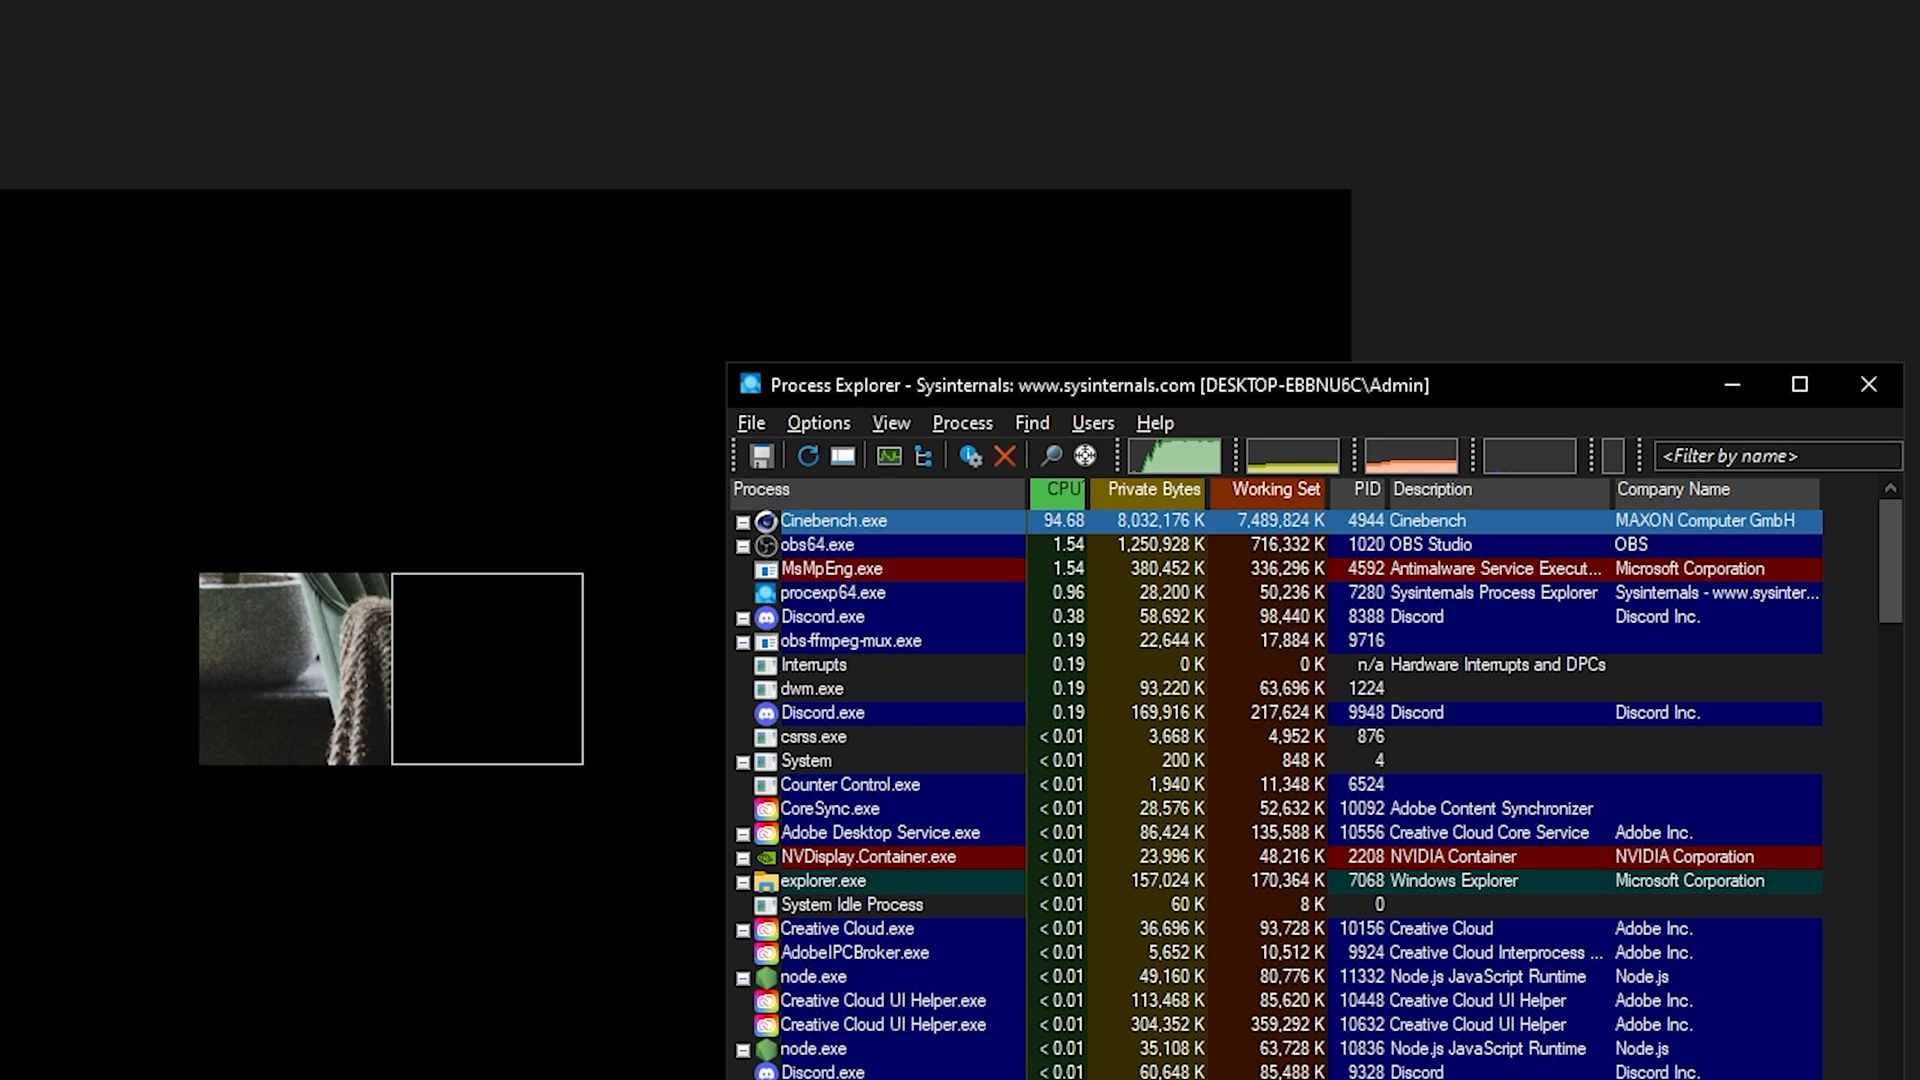 Process Explorer - Sysinternals: www.sysinternals.com [DESKTOP-EBBNU6C\Admin]
File Options View Process Find Users Help
<Filter by name>
Process CPU Private Bytes Working Set PID Description Company Name
Cinebench.exe 94.68 8,032,176 K 7,489,824 K 4944 Cinebench MAXON Computer GmbH
obs64.exe 1.54 1,250,928 K 716,332 K 1020 OBS Studio OBS
MsMpEng.exe 1.54 380,452 K 336,296 K 4592 Antimalware Service Execut... Microsoft Corporation
procexp64.exe 0.96 28,200 K 50,236 K 7280 Sysinternals Process Explorer Sysinternals - www.sysinter...
Discord.exe 0.38 58,692 K 98,440 K 8388 Discord Discord Inc.
obs-ffmpeg-mux.exe 0.19 22,644 K 17,884 K 9716
Interrupts 0.19 0 K 0 K n/a Hardware Interrupts and DPCs
dwm.exe 0.19 93,220 K 63,696 K 1224
Discord.exe 0.19 169,916 K 217,624 K 9948 Discord Discord Inc.
csrss.exe < 0.01 3,668 K 4,952 K 876
System < 0.01 200 K 848 K 4
Counter Control.exe < 0.01 1,940 K 11,348 K 6524
CoreSync.exe < 0.01 28,576 K 52,632 K 10092 Adobe Content Synchronizer
Adobe Desktop Service.exe < 0.01 86,424 K 135,588 K 10556 Creative Cloud Core Service Adobe Inc.
NVDisplay.Container.exe < 0.01 23,996 K 48,216 K 2208 NVIDIA Container NVIDIA Corporation
explorer.exe < 0.01 157,024 K 170,364 K 7068 Windows Explorer Microsoft Corporation
System Idle Process < 0.01 60 K 8 K 0
Creative Cloud.exe < 0.01 36,696 K 93,728 K 10156 Creative Cloud Adobe Inc.
AdobeIPCBroker.exe < 0.01 5,652 K 10,512 K 9924 Creative Cloud Interprocess ... Adobe Inc.
node.exe < 0.01 49,160 K 80,776 K 11332 Node.js JavaScript Runtime Node.js
Creative Cloud UI Helper.exe < 0.01 113,468 K 85,620 K 10448 Creative Cloud UI Helper Adobe Inc.
Creative Cloud UI Helper.exe < 0.01 304,352 K 359,292 K 10632 Creative Cloud UI Helper Adobe Inc.
node.exe < 0.01 35,108 K 63,728 K 10836 Node.js JavaScript Runtime Node.js
Discord.exe < 0.01 60,648 K 85,488 K 9328 Discord Discord Inc.